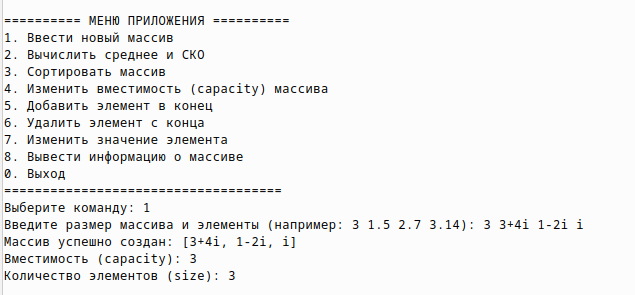 ========== МЕНЮ ПРИЛОЖЕНИЯ ==========
1. Ввести новый массив
2. Вычислить среднее и СКО
3. Сортировать массив
4. Изменить вместимость (capacity) массива
5. Добавить элемент в конец
6. Удалить элемент с конца
7. Изменить значение элемента
8. Вывести информацию о массиве
0. Выход
====================================
Выберите команду: 1
Введите размер массива и элементы (например: 3 1.5 2.7 3.14): 3 3+4i 1-2i i
Массив успешно создан: [3+4i, 1-2i, i]
Вместимость (capacity): 3
Количество элементов (size): 3